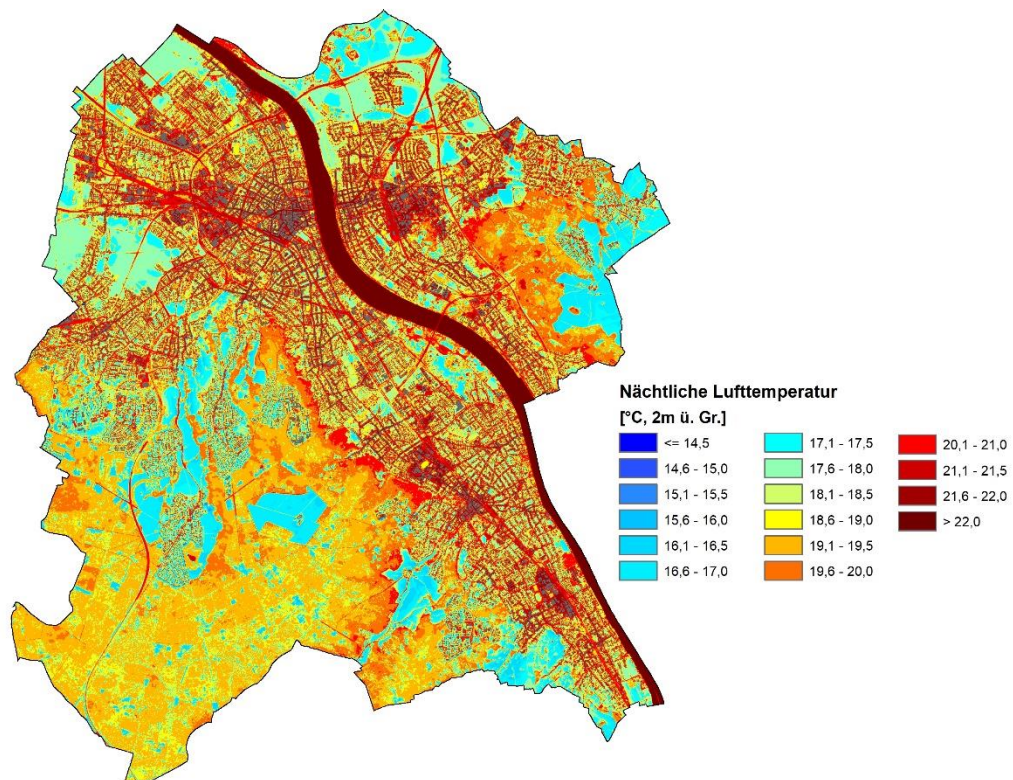 Nächtliche Lufttemperatur
[°C, 2m ü. Gr.]
<= 14,5
14,6 - 15,0
15,1 - 15,5
15,6 - 16,0
16,1 - 16,5
16,6 - 17,0
17,1 - 17,5
17,6 - 18,0
18,1 - 18,5
18,6 - 19,0
19,1 - 19,5
19,6 - 20,0
20,1 - 21,0
21,1 - 21,5
21,6 - 22,0
> 22,0